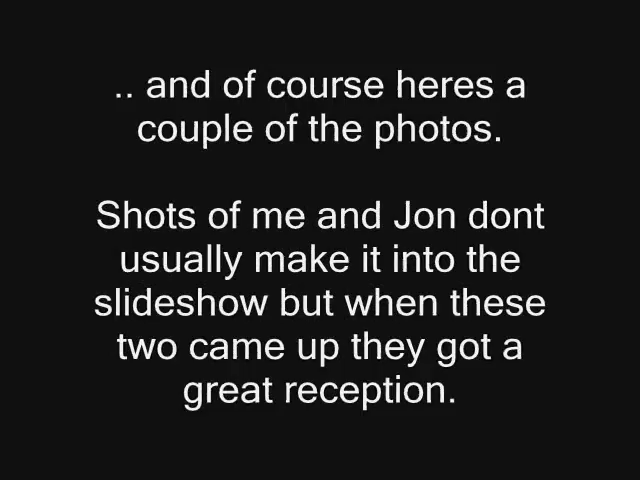 .. and of course heres a
couple of the photos.
Shots of me and Jon dont
usually make it into the
slideshow but when these
two came up they got a
great reception.